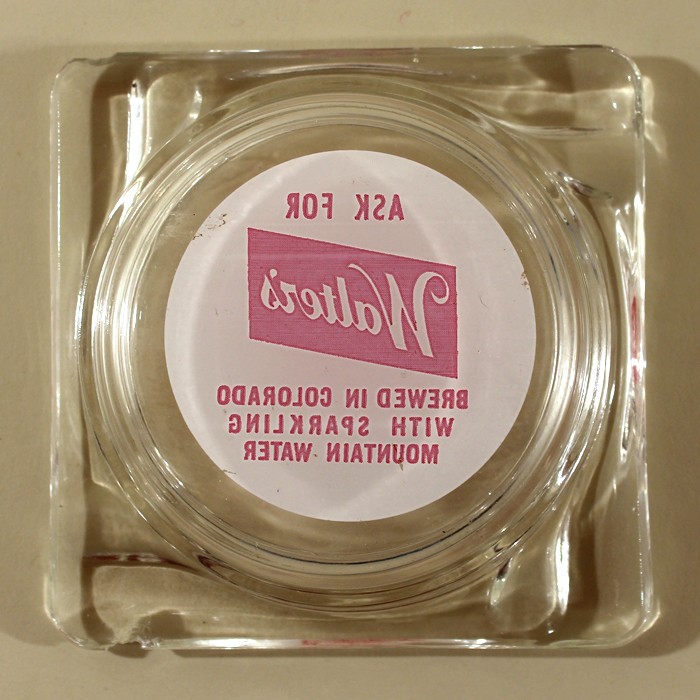 ASK FOR
Walter's
BREWED IN COLORADO
WITH SPARKLING
MOUNTAIN WATER